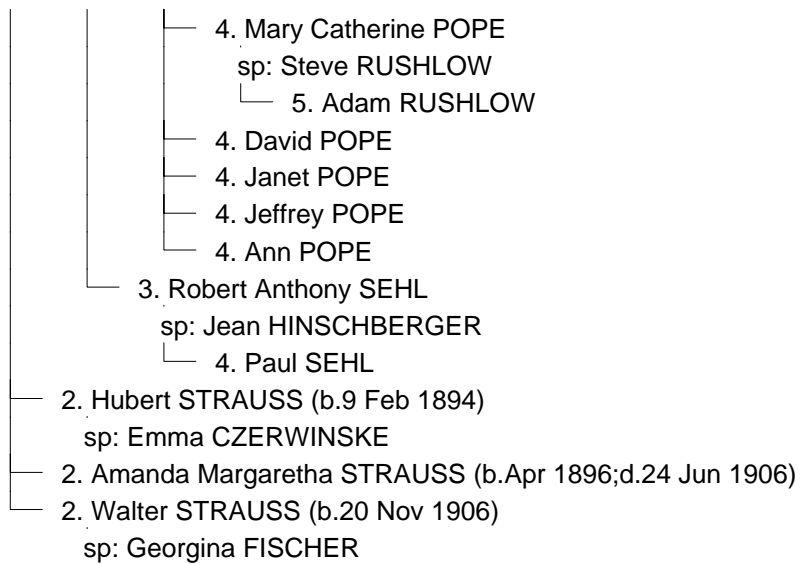 4. Mary Catherine POPE
sp: Steve RUSHLOW
5. Adam RUSHLOW
4. David POPE
4. Janet POPE
4. Jeffrey POPE
4. Ann POPE
3. Robert Anthony SEHL
sp: Jean HINSCHBERGER
4. Paul SEHL
2. Hubert STRAUSS (b.9 Feb 1894)
sp: Emma CZERWINSKE
2. Amanda Margaretha STRAUSS (b.Apr 1896;d.24 Jun 1906)
2. Walter STRAUSS (b.20 Nov 1906)
sp: Georgina FISCHER